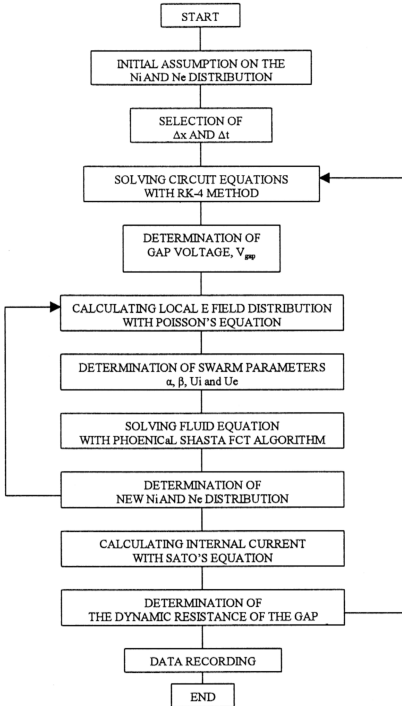 START
INITIAL ASSUMPTION ON THE
Ni AND Ne DISTRIBUTION
SELECTION OF
Δx AND Δt
SOLVING CIRCUIT EQUATIONS
WITH RK-4 METHOD
DETERMINATION OF
GAP VOLTAGE, Vgap
CALCULATING LOCAL E FIELD DISTRIBUTION
WITH POISSON'S EQUATION
DETERMINATION OF SWARM PARAMETERS
α, β, Ui and Ue
SOLVING FLUID EQUATION
WITH PHOENICaL SHASTA FCT ALGORITHM
DETERMINATION OF
NEW Ni AND Ne DISTRIBUTION
CALCULATING INTERNAL CURRENT
WITH SATO'S EQUATION
DETERMINATION OF
THE DYNAMIC RESISTANCE OF THE GAP
DATA RECORDING
END